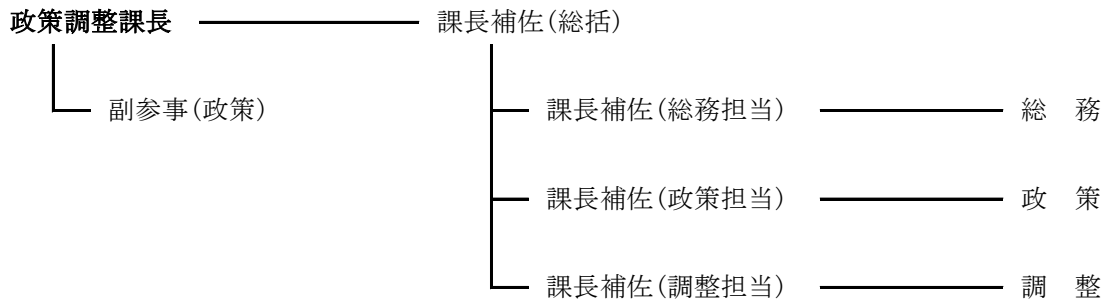 政策調整課長 課長補佐(総括)
副参事(政策) 課長補佐(総務担当) 総　務
課長補佐(政策担当) 政　策
課長補佐(調整担当) 調　整